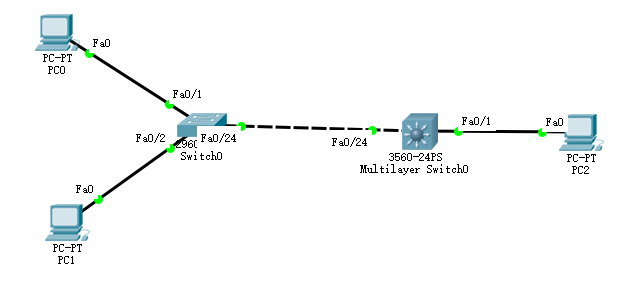 Fa0
PC-PT
PC0
Fa0/1
Fa0/2
Fa0/24
2960
Switch0
Fa0
PC-PT
PC1
Fa0/24
3560-24PS
Multilayer Switch0
Fa0/1
Fa0
PC-PT
PC2